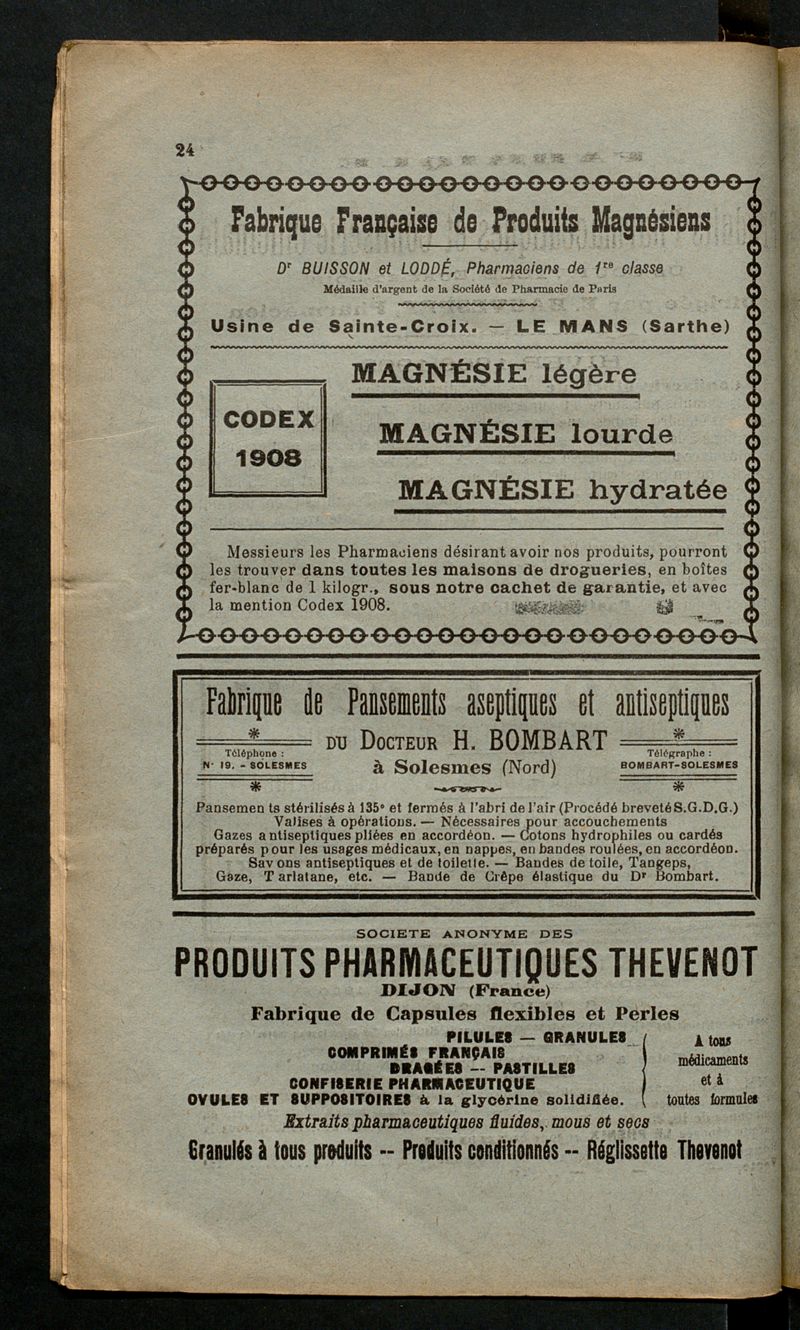 24
Fabrique Française de Produits Magnésiens
Dr BUISSON et LODDÉ, Pharmaciens de 1re classe
Médaille d'argent de la Société de Pharmacie de Paris
Usine de Sainte-Croix. — LE MANS (Sarthe)
MAGNÉSIE légère
CODEX
1908
MAGNÉSIE lourde
MAGNÉSIE hydratée
Messieurs les Pharmaciens désirant avoir nos produits, pourront
les trouver dans toutes les maisons de drogueries, en boîtes
fer-blanc de 1 kilogr., sous notre cachet de garantie, et avec
la mention Codex 1908.
Fabrique de Pansements aseptiques et antiseptiques
DU DOCTEUR H. BOMBART
à Solesmes (Nord)
Téléphone :
N° 19. - SOLESMES
Télégraphe :
BOMBART-SOLESMES
Pansemen ts stérilisés à 135° et fermés à l'abri de l'air (Procédé breveté S.G.D.G.)
Valises à opérations. — Nécessaires pour accouchements
Gazes antiseptiques pliées en accordéon. — Cotons hydrophiles ou cardés
préparés pour les usages médicaux, en nappes, en bandes roulées, en accordéon.
Savons antiseptiques et de toilette. — Bandes de toile, Tangeps,
Gaze, Tarlatane, etc. — Bande de Crêpe élastique du Dr Bombart.
SOCIETE ANONYME DES
PRODUITS PHARMACEUTIQUES THEVENOT
DIJON (France)
Fabrique de Capsules flexibles et Perles
PILULES — GRANULES
COMPRIMÉS FRANÇAIS
DRAGÉES -- PASTILLES
CONFISERIE PHARMACEUTIQUE
OVULES ET SUPPOSITOIRES à la glycérine solidifiée.
A tous
médicaments
et à
toutes formules
Extraits pharmaceutiques fluides, mous et secs
Granulés à tous produits -- Produits conditionnés -- Réglissette Thevenot